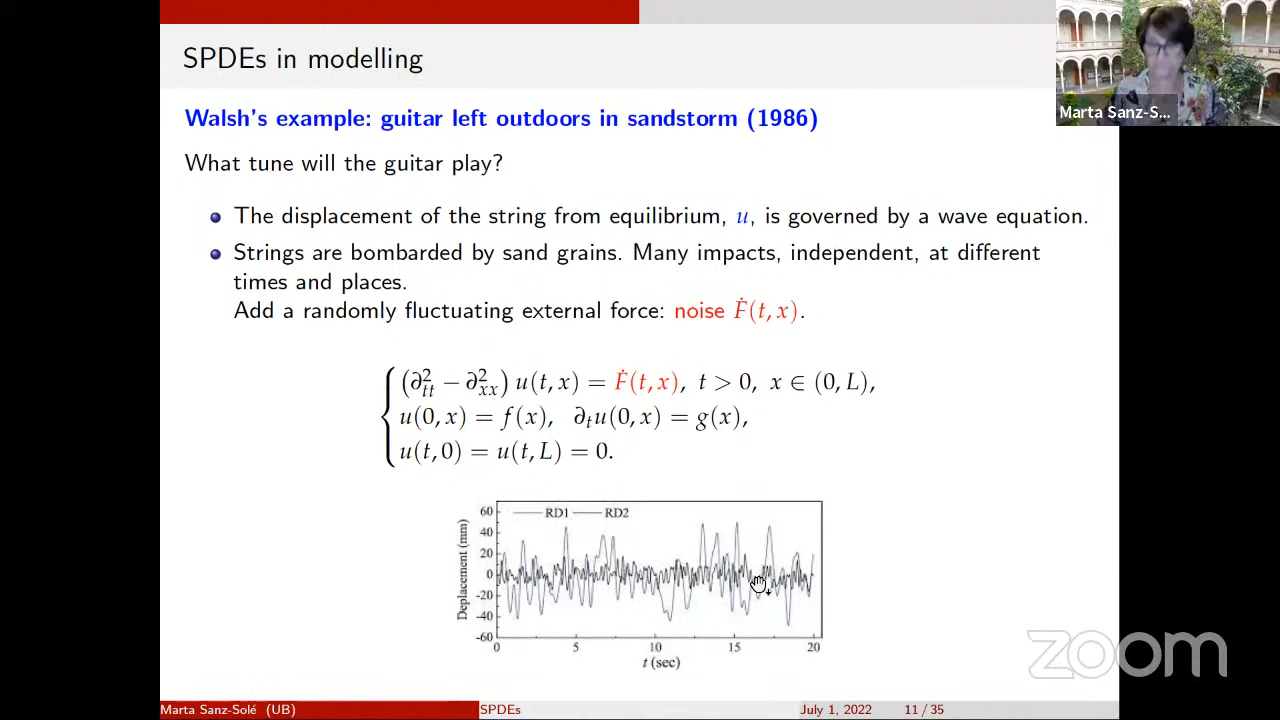 SPDEs in modelling
Marta Sanz-S...
Walsh's example: guitar left outdoors in sandstorm (1986)
What tune will the guitar play?
The displacement of the string from equilibrium, u, is governed by a wave equation.
Strings are bombarded by sand grains. Many impacts, independent, at different
times and places.
Add a randomly fluctuating external force: noise Ḟ(t, x).
(∂²ₜₜ − ∂²ₓₓ) u(t, x) = Ḟ(t, x), t > 0, x ∈ (0, L),
u(0, x) = f(x), ∂ₜu(0, x) = g(x),
u(t, 0) = u(t, L) = 0.
RD1 RD2
Deplacement (mm)
60
40
20
0
-20
-40
-60
0 5 10 15 20
t (sec)
zoom
Marta Sanz-Solé (UB) SPDEs July 1, 2022 11 / 35